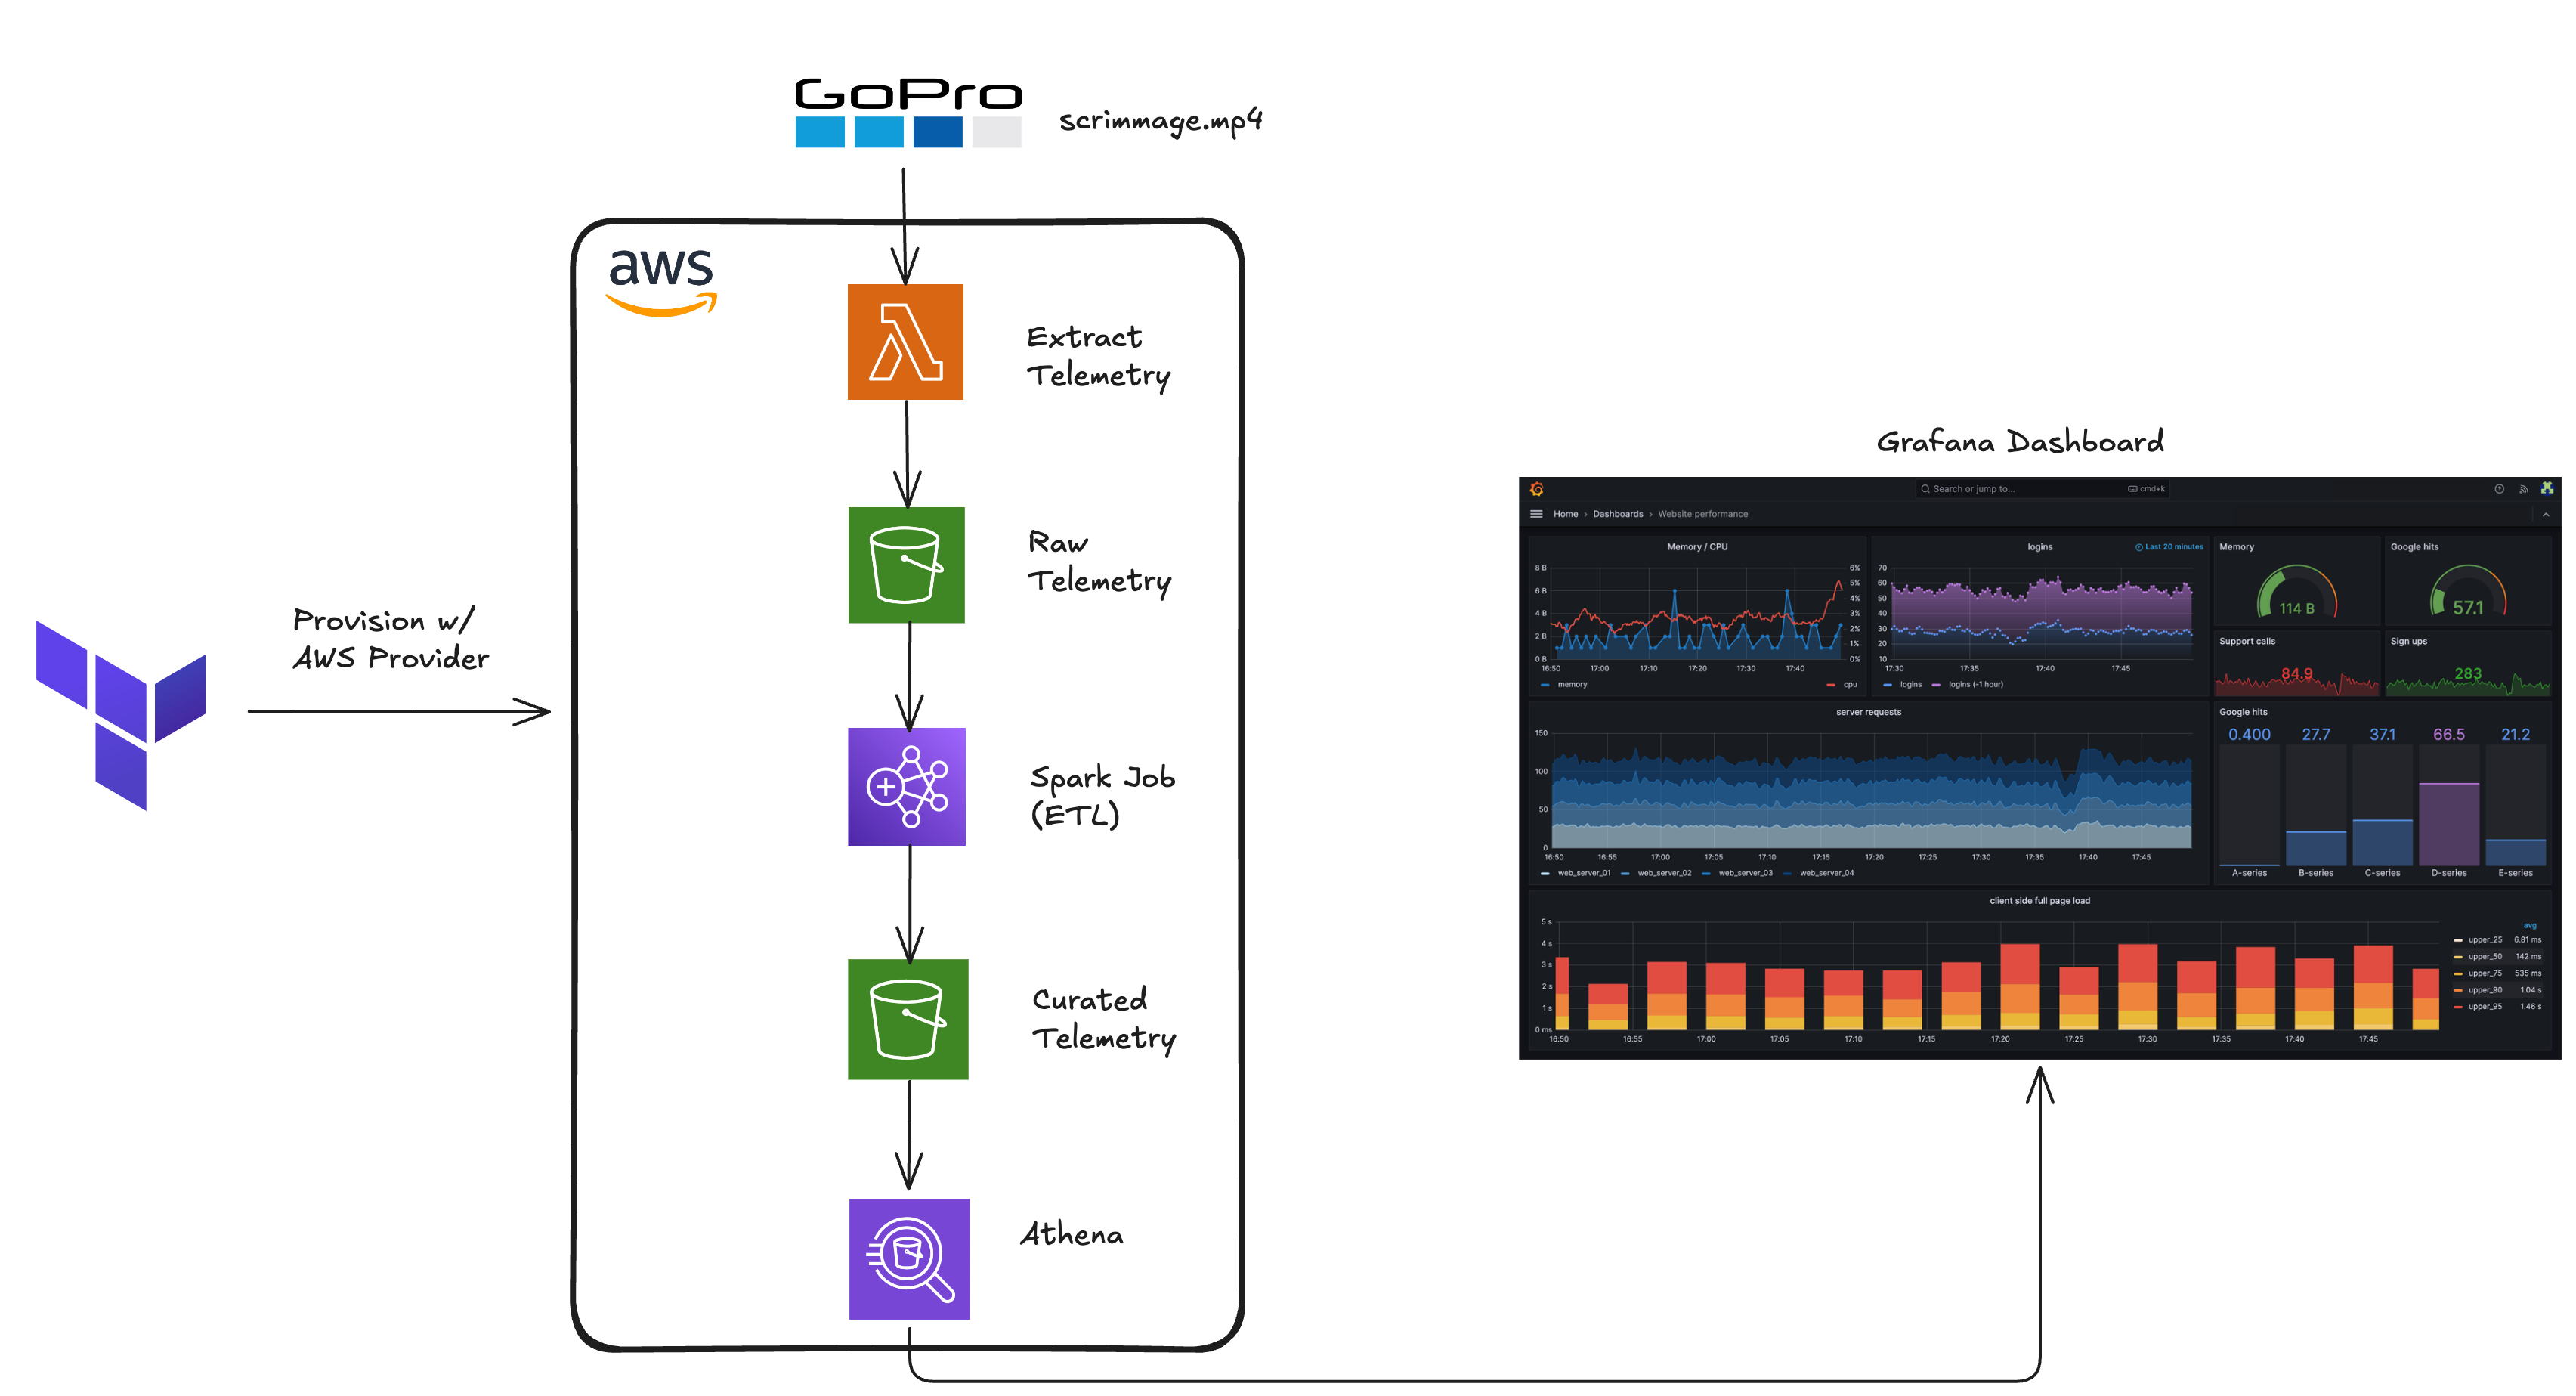 GoPro
scrimmage.mp4
aws
Extract
Telemetry
Raw
Telemetry
Provision w/
AWS Provider
Spark Job
(ETL)
Curated
Telemetry
Athena
Grafana Dashboard
Search or jump to...
cmd+k
Home › Dashboards › Website performance
Memory / CPU
8 B
6 B
4 B
2 B
0 B
6%
5%
4%
3%
2%
1%
0%
16:50 17:00 17:10 17:20 17:30 17:40
memory
cpu
logins
Last 20 minutes
70
60
50
40
30
20
10
17:30 17:35 17:40 17:45
logins logins (-1 hour)
Memory
114 B
Google hits
57.1
Support calls
84.9
Sign ups
283
server requests
150
100
50
0
16:50 16:55 17:00 17:05 17:10 17:15 17:20 17:25 17:30 17:35 17:40 17:45
web_server_01 web_server_02 web_server_03 web_server_04
Google hits
0.400 27.7 37.1 66.5 21.2
A-series B-series C-series D-series E-series
client side full page load
5 s
4 s
3 s
2 s
1 s
0 ms
16:50 16:55 17:00 17:05 17:10 17:15 17:20 17:25 17:30 17:35 17:40 17:45
avg
upper_25 6.81 ms
upper_50 142 ms
upper_75 535 ms
upper_90 1.04 s
upper_95 1.46 s